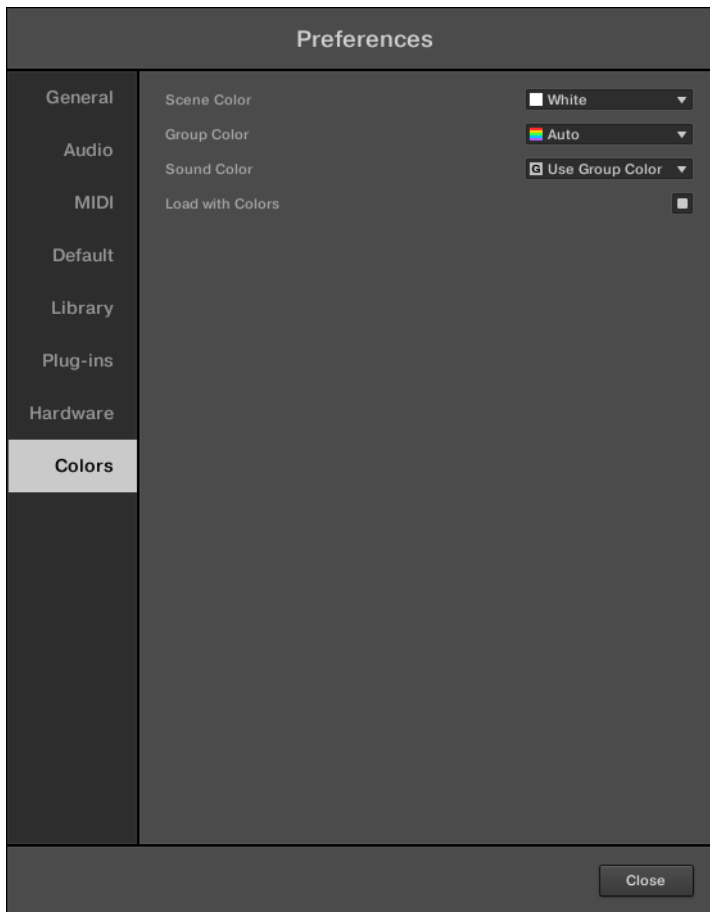 Preferences
General
Audio
MIDI
Default
Library
Plug-ins
Hardware
Colors
Scene Color White
Group Color Auto
Sound Color G Use Group Color
Load with Colors
Close